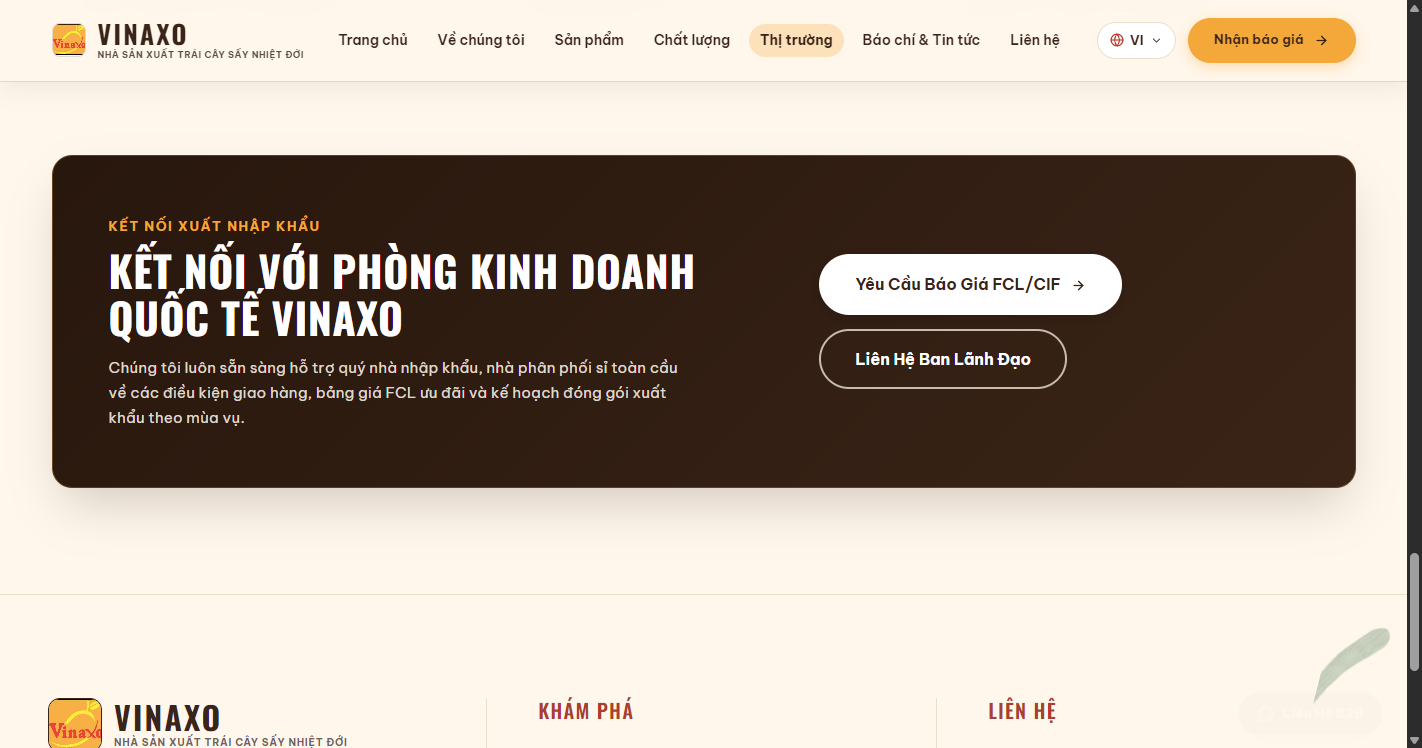 VINAXO
NHÀ SẢN XUẤT TRÁI CÂY SẤY NHIỆT ĐỚI
Trang chủ
Về chúng tôi
Sản phẩm
Chất lượng
Thị trường
Báo chí & Tin tức
Liên hệ
VI
Nhận báo giá
KẾT NỐI XUẤT NHẬP KHẨU
KẾT NỐI VỚI PHÒNG KINH DOANH
QUỐC TẾ VINAXO
Chúng tôi luôn sẵn sàng hỗ trợ quý nhà nhập khẩu, nhà phân phối sỉ toàn cầu
về các điều kiện giao hàng, bảng giá FCL ưu đãi và kế hoạch đóng gói xuất
khẩu theo mùa vụ.
Yêu Cầu Báo Giá FCL/CIF
Liên Hệ Ban Lãnh Đạo
Vinaxo
VINAXO
NHÀ SẢN XUẤT TRÁI CÂY SẤY NHIỆT ĐỚI
KHÁM PHÁ
LIÊN HỆ